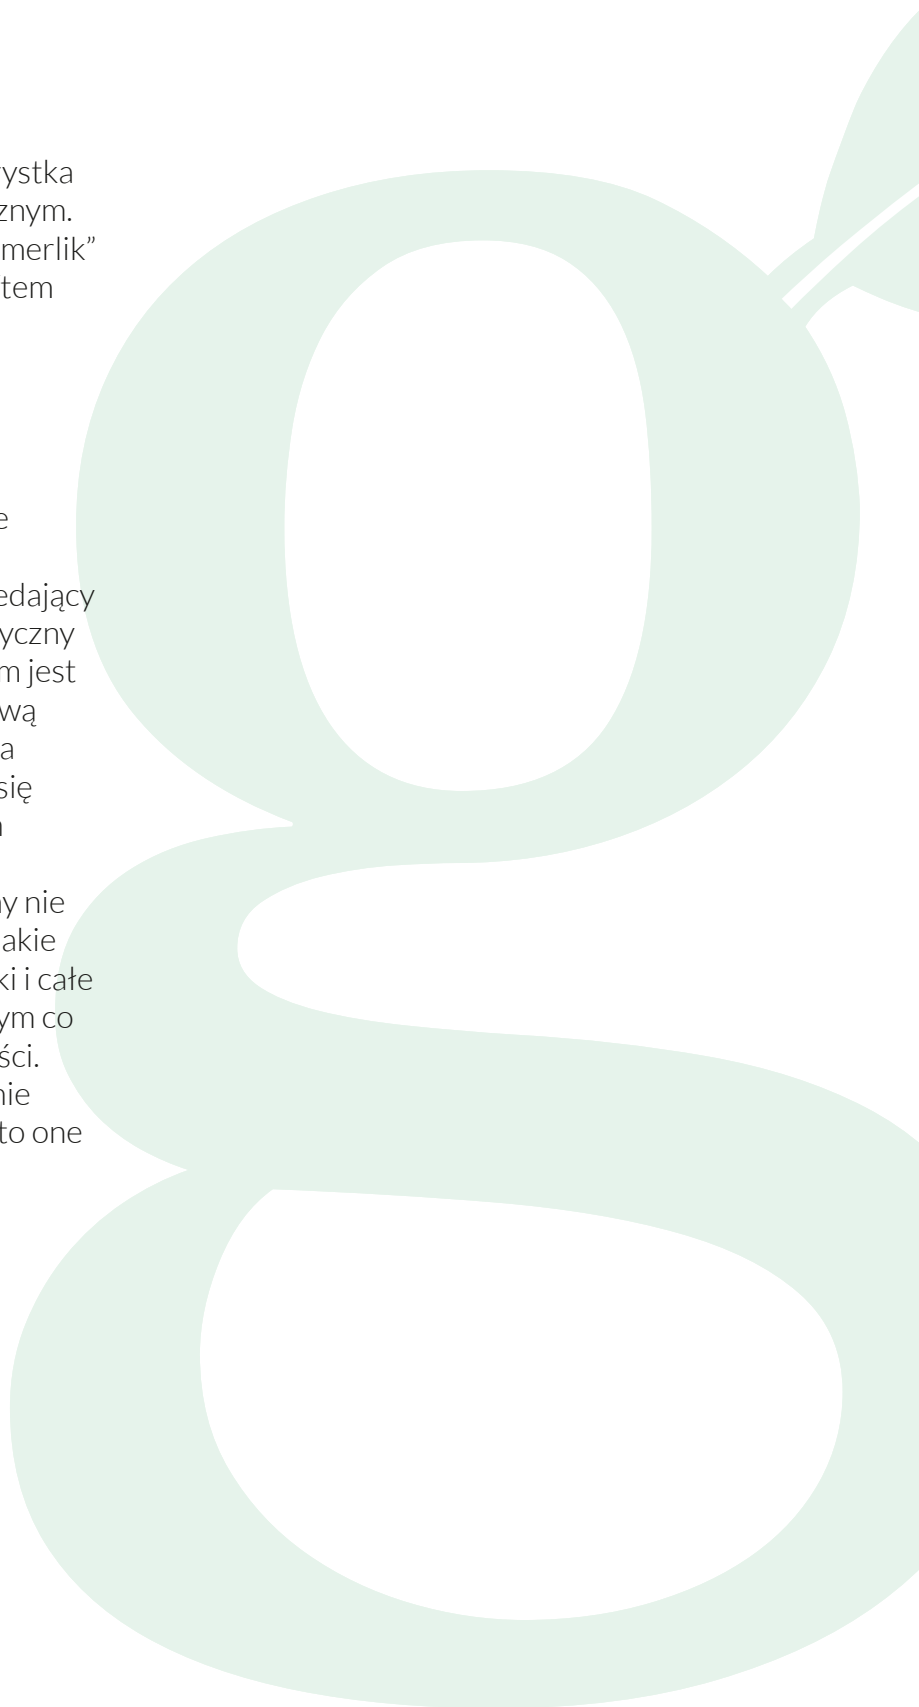 ystka
znym.
merlik”
tem
e
edający
yczny
m jest
wą
a
się
y nie
akie
ki i całe
ym co
ści.
nie
to one
g